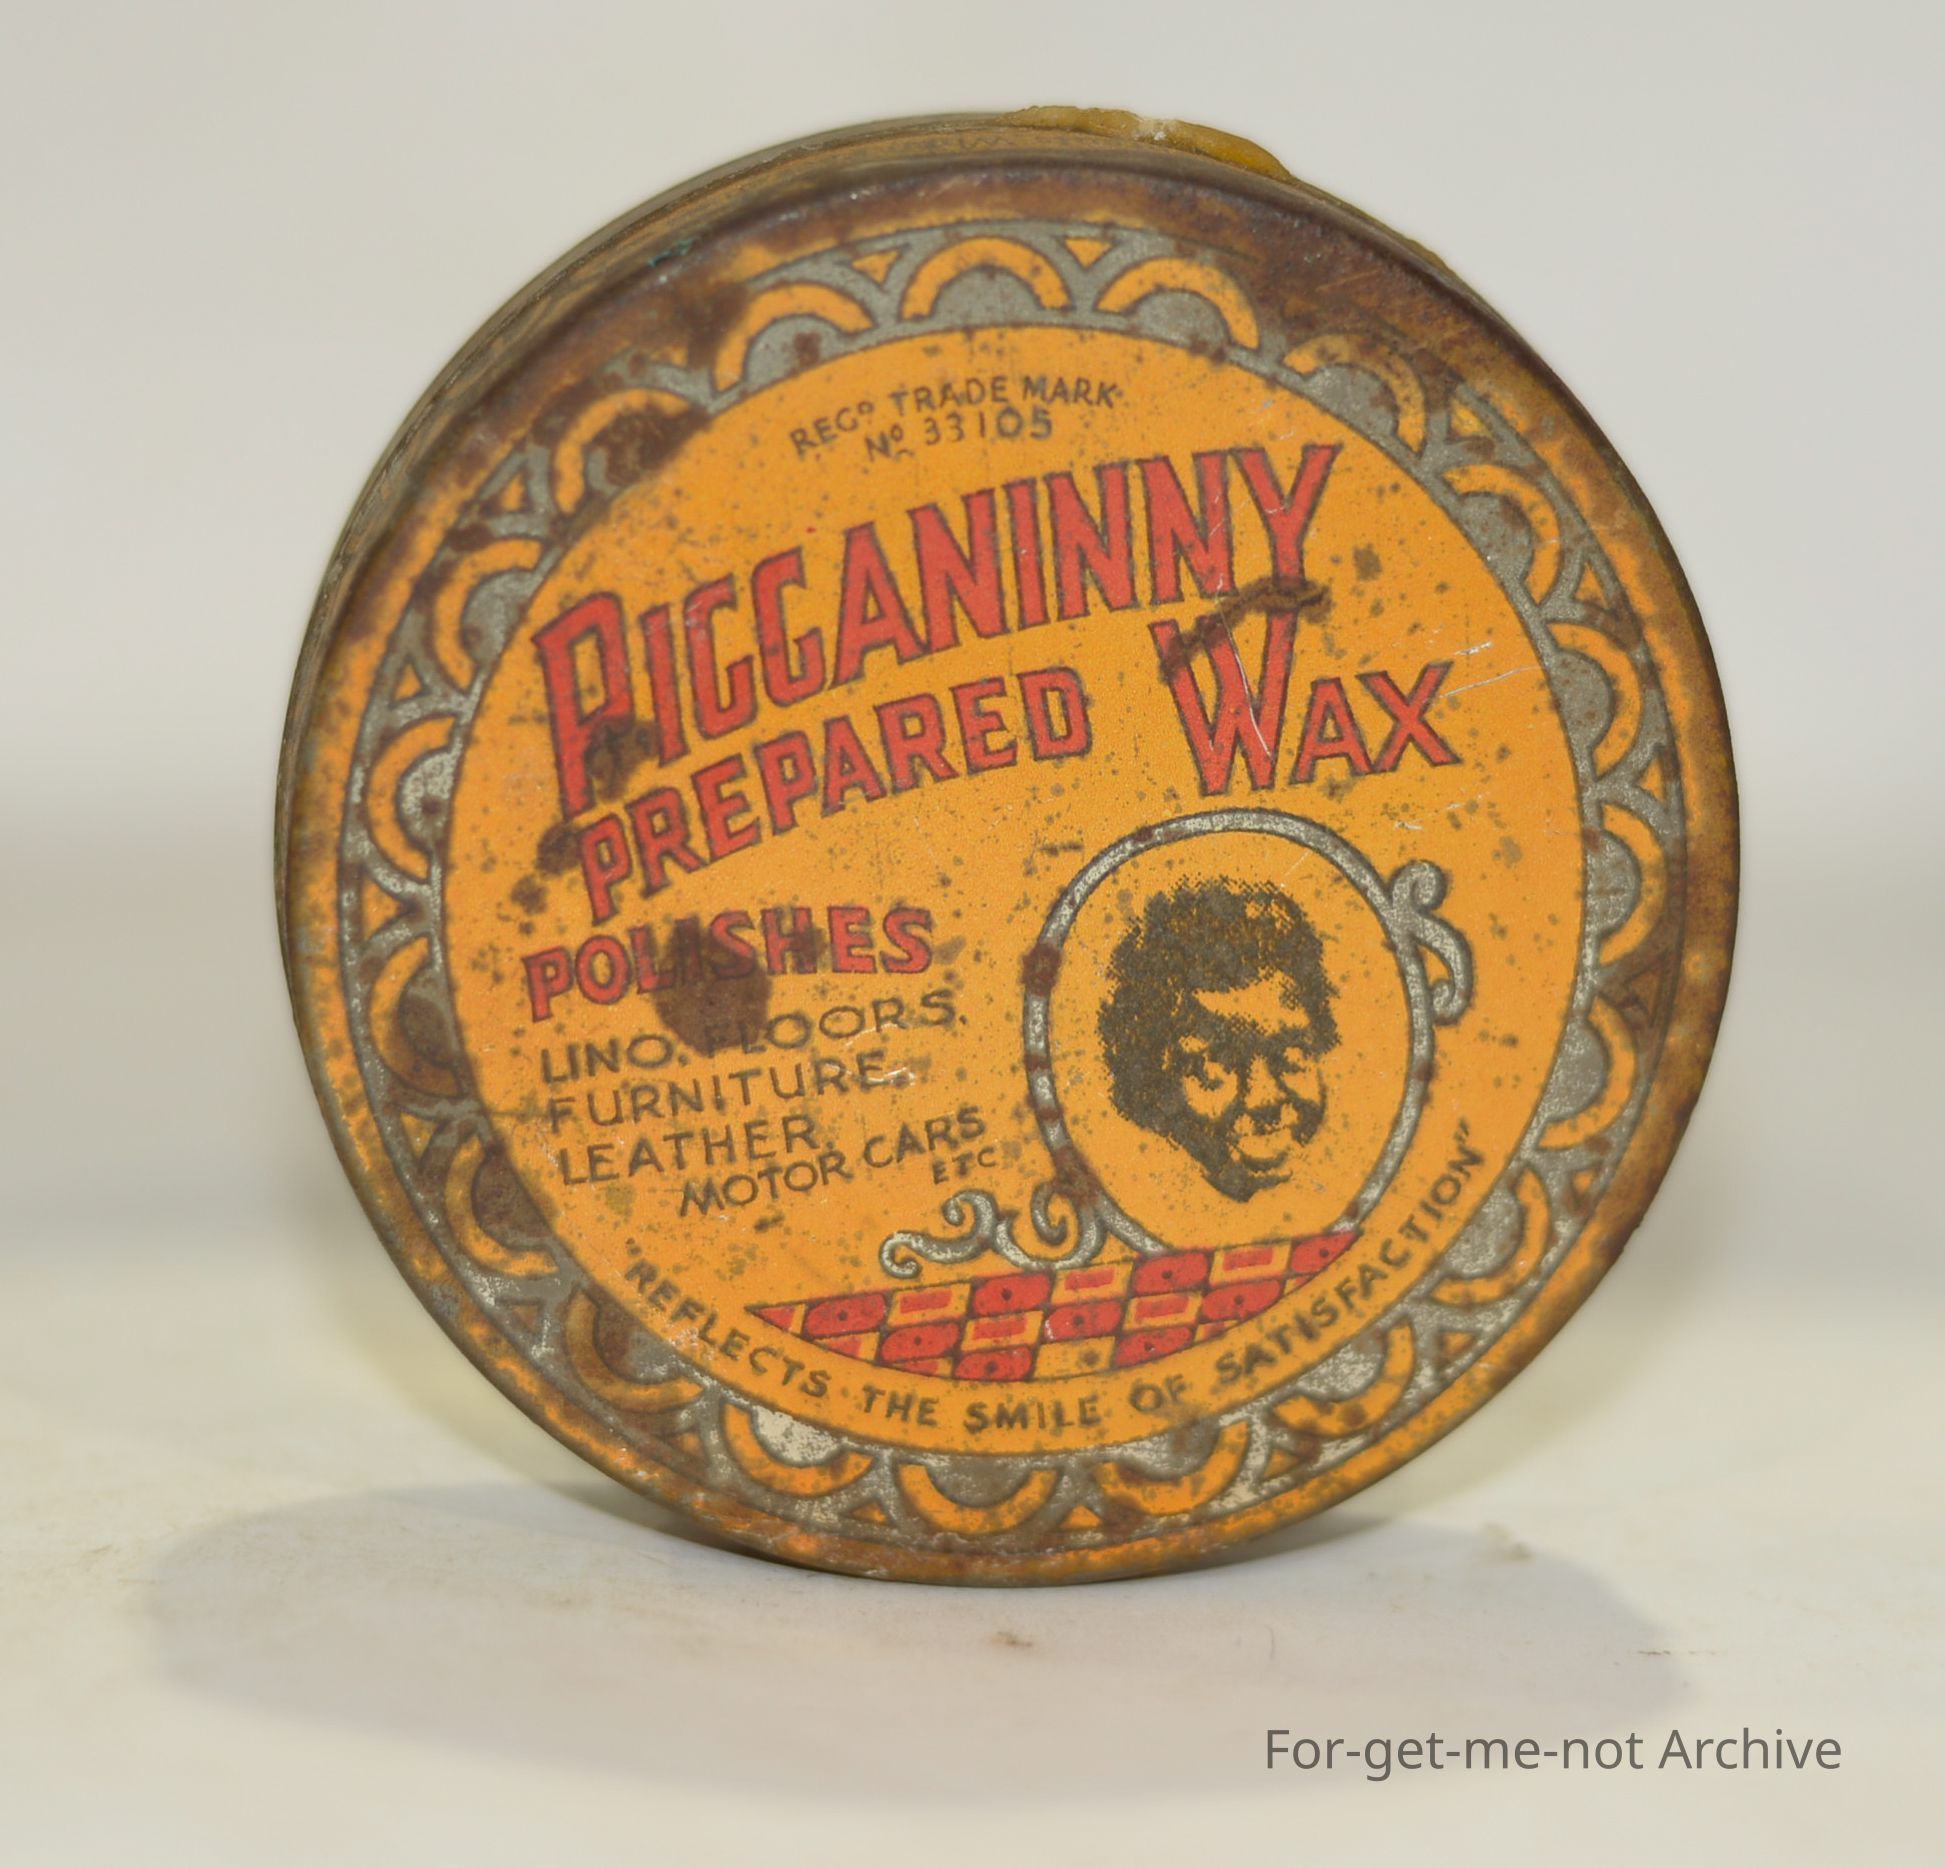 REGD TRADE MARK
No 33105
PICCANINNY
PREPARED WAX
POLISHES
LINO. FLOORS.
FURNITURE.
LEATHER.
MOTOR CARS
ETC
"REFLECTS THE SMILE OF SATISFACTION"
For-get-me-not Archive